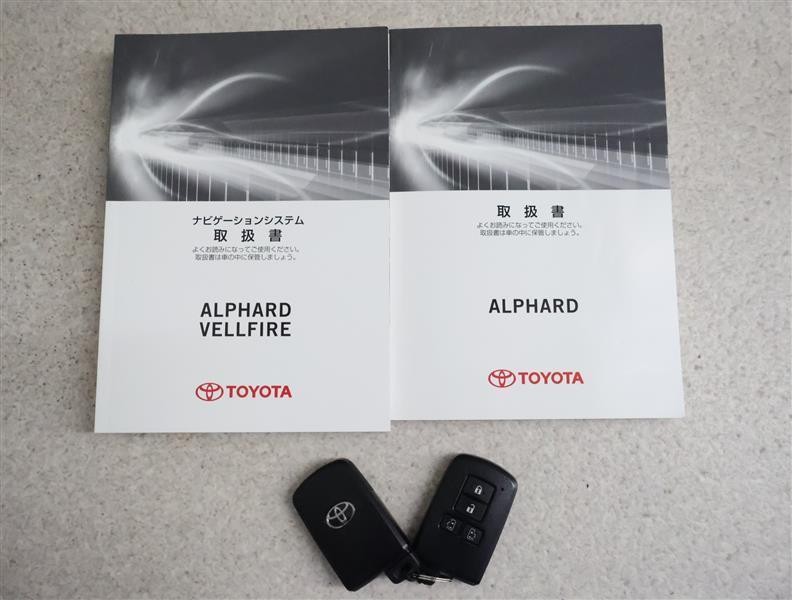 ナビゲーションシステム
取扱書
よくお読みになってご使用ください。
取扱書は車の中に保管しましょう。
ALPHARD
VELLFIRE
TOYOTA
取扱書
よくお読みになってご使用ください。
取扱書は車の中に保管しましょう。
ALPHARD
TOYOTA